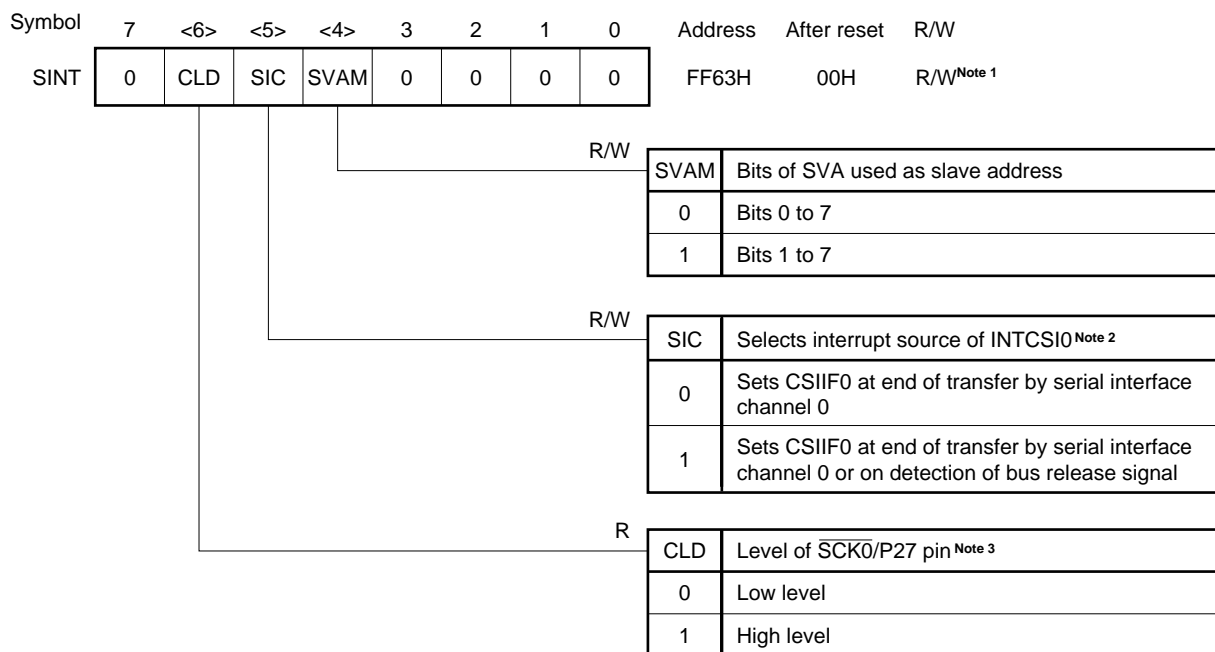 Symbol 7 <6> <5> <4> 3 2 1 0 Address After reset R/W
SINT 0 CLD SIC SVAM 0 0 0 0 FF63H 00H R/W Note 1
R/W
SVAM Bits of SVA used as slave address
0 Bits 0 to 7
1 Bits 1 to 7
R/W
SIC Selects interrupt source of INTCSI0 Note 2
0 Sets CSIIF0 at end of transfer by serial interface
channel 0
1 Sets CSIIF0 at end of transfer by serial interface
channel 0 or on detection of bus release signal
R
CLD Level of SCK0/P27 pin Note 3
0 Low level
1 High level